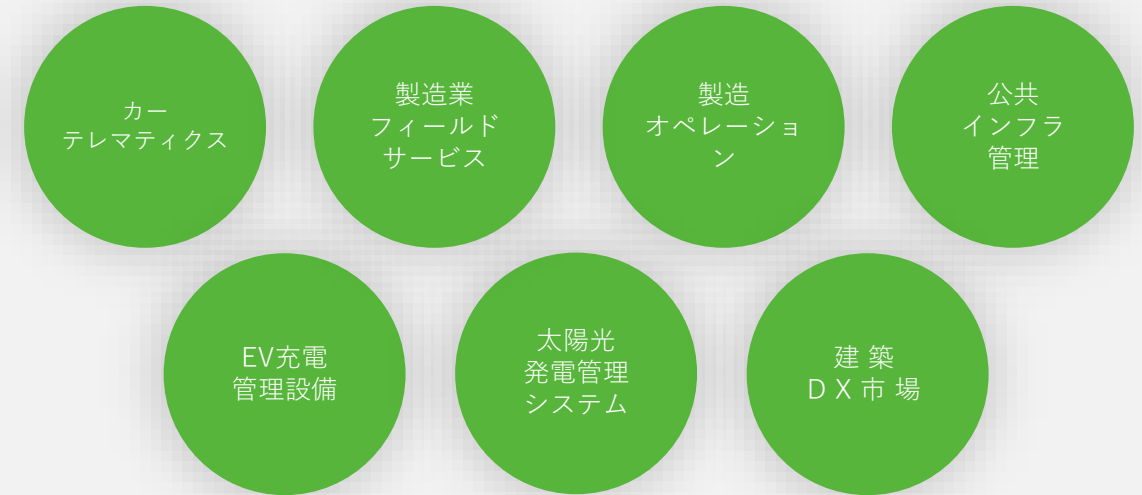 カー
テレマティクス
製造業
フィールド
サービス
製造
オペレーショ
ン
公共
インフラ
管理
EV充電
管理設備
太陽光
発電管理
システム
建 築
D X 市 場